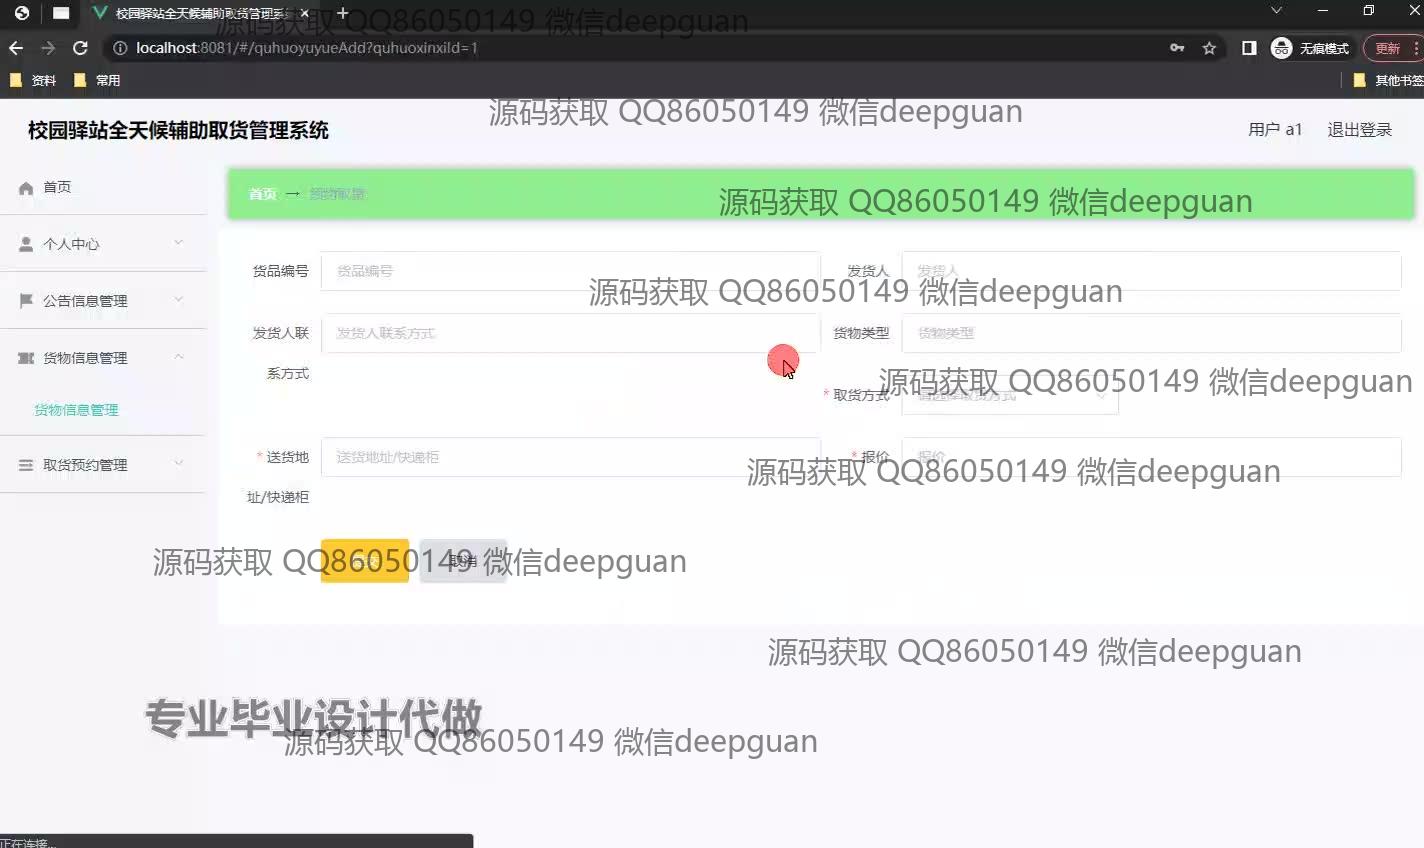 校园驿站全天候辅助取货管理系
源码获取 QQ86050149 微信deepguan
localhost:8081/#/quhuoyuyueAdd?quhuoxinxiId=1
无痕模式
更新
资料
常用
其他书签
源码获取 QQ86050149 微信deepguan
校园驿站全天候辅助取货管理系统
用户 a1
退出登录
首页
首页 →
源码获取 QQ86050149 微信deepguan
个人中心
货品编号
货品编号
发货人
发货人
源码获取 QQ86050149 微信deepguan
公告信息管理
发货人联系方式
发货人联系方式
货物类型
货物类型
货物信息管理
源码获取 QQ86050149 微信deepguan
* 取货方式
请选择取货方式
货物信息管理
* 送货地址/快递柜
送货地址/快递柜
* 报价
报价
取货预约管理
源码获取 QQ86050149 微信deepguan
取消
源码获取 QQ86050149 微信deepguan
源码获取 QQ86050149 微信deepguan
专业毕业设计代做
源码获取 QQ86050149 微信deepguan
正在连接...